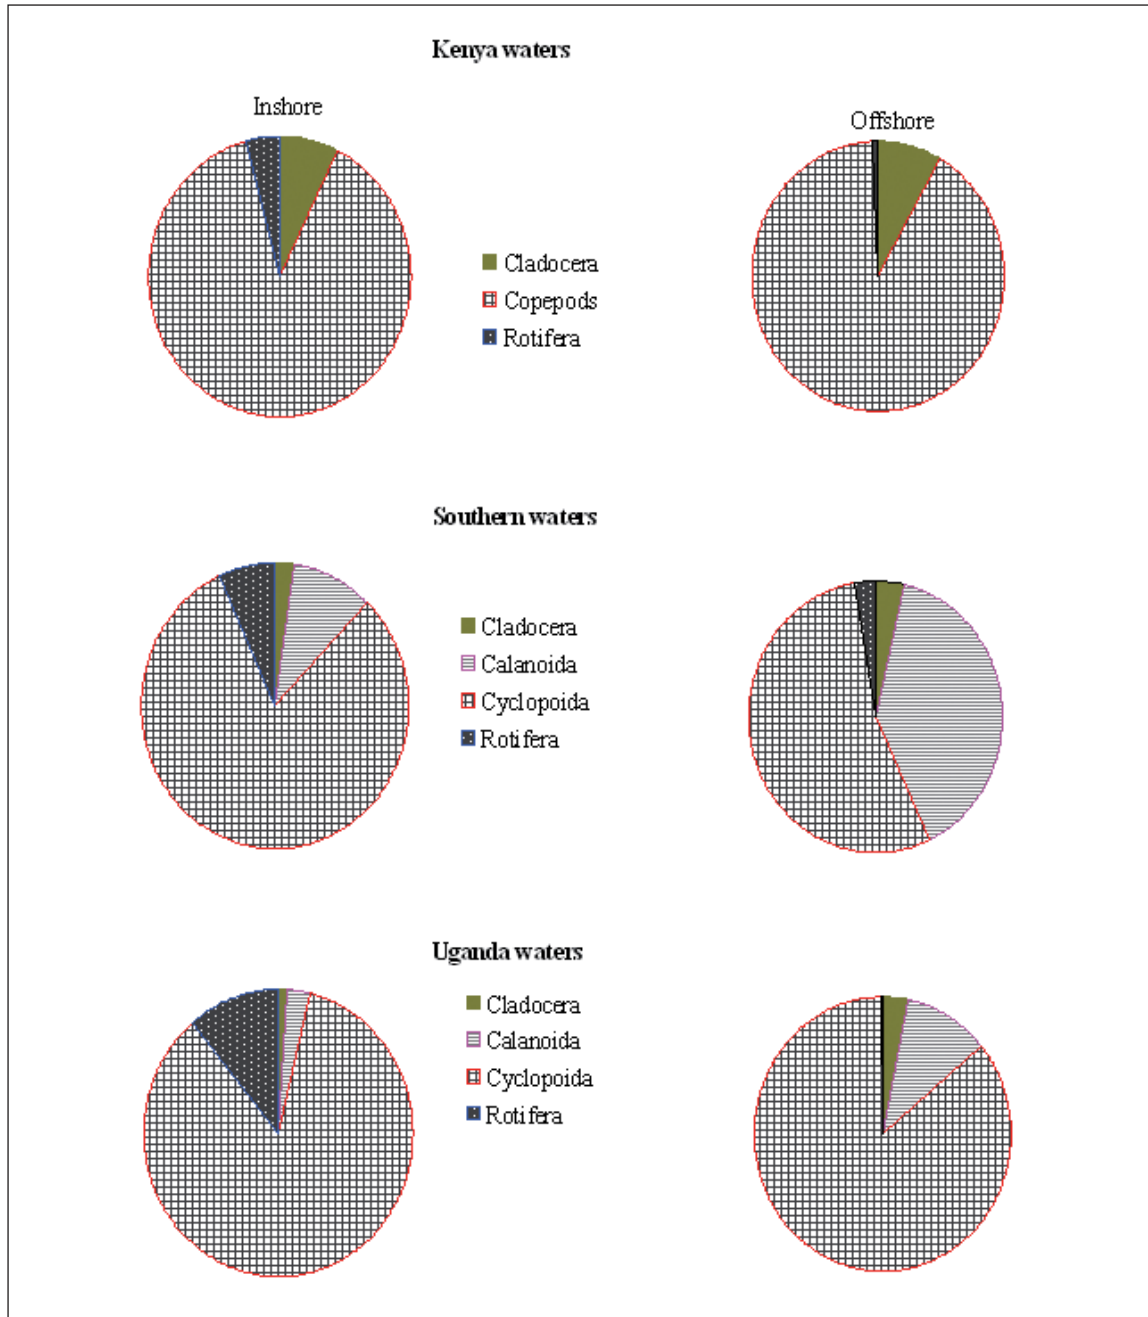 Kenya waters
Inshore
Offshore
Cladocera
Copepods
Rotifera
Southern waters
Cladocera
Calanoida
Cyclopoida
Rotifera
Uganda waters
Cladocera
Calanoida
Cyclopoida
Rotifera